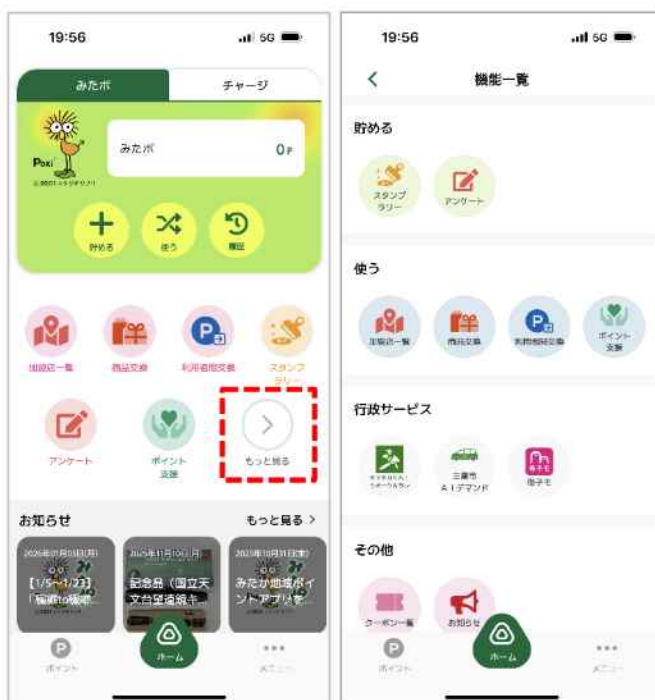 19:56
5G
みたポ
チャージ
みたポ
0P
Poxi
貯める
使う
履歴
加盟店一覧
商品交換
利用者間交換
スタンプ
ラリー
アンケート
ポイント
支援
もっと見る
お知らせ
もっと見る >
2026年01月05日(月)
2025年11月10日(月)
2025年10月31日(金)
【1/5~1/23】
記念品（国立天
文台望遠鏡キ...
みたか地域ポイ
ントアプリを...
ポイント
ホーム
メニュー
19:56
5G
機能一覧
貯める
スタンプ
ラリー
アンケート
使う
加盟店一覧
商品交換
利用者間交換
ポイント
支援
行政サービス
三鷹市
AIデマンド
母子モ
その他
クーポン一覧
お知らせ
ポイント
ホーム
メニュー